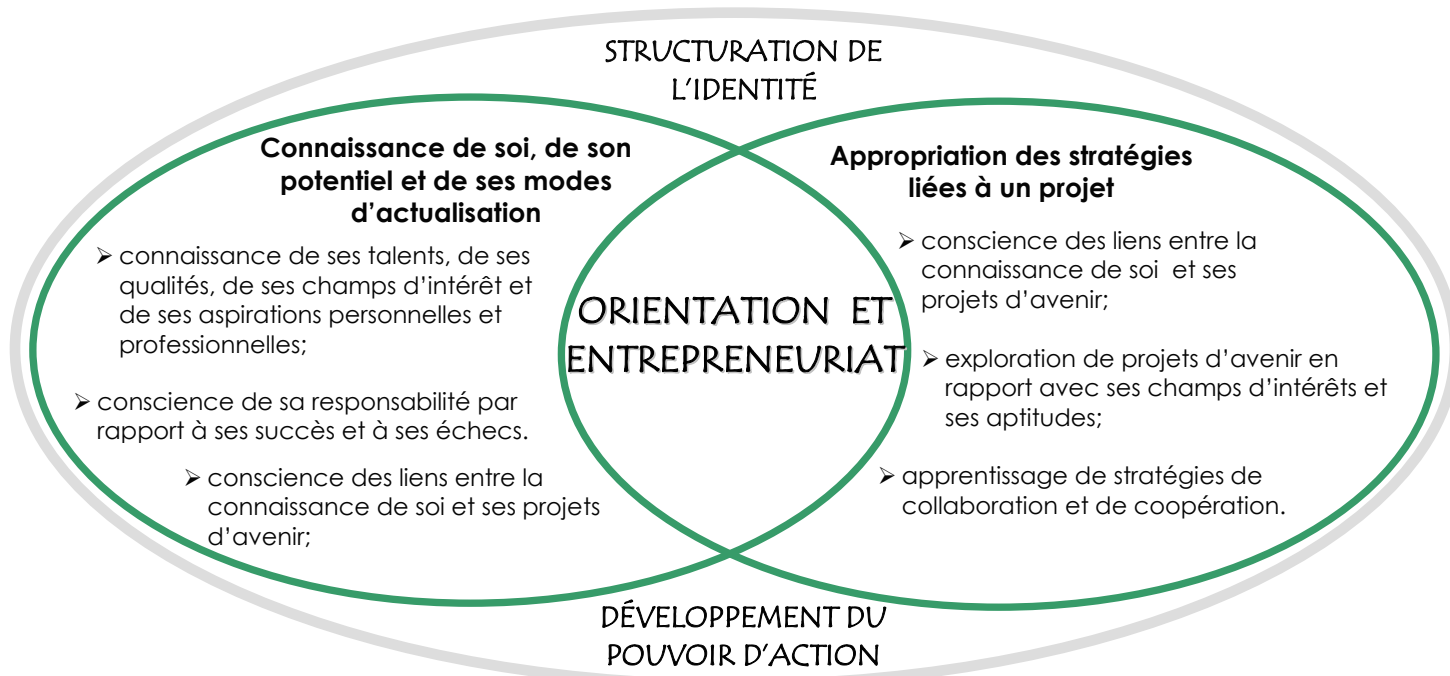 STRUCTURATION DE
L'IDENTITÉ
Connaissance de soi, de son
potentiel et de ses modes
d'actualisation
➢ connaissance de ses talents, de ses
qualités, de ses champs d'intérêt et
de ses aspirations personnelles et
professionnelles;
➢ conscience de sa responsabilité par
rapport à ses succès et à ses échecs.
➢ conscience des liens entre la
connaissance de soi et ses projets
d'avenir;
ORIENTATION ET
ENTREPRENEURIAT
Appropriation des stratégies
liées à un projet
➢ conscience des liens entre la
connaissance de soi et ses
projets d'avenir;
➢ exploration de projets d'avenir en
rapport avec ses champs d'intérêts et
ses aptitudes;
➢ apprentissage de stratégies de
collaboration et de coopération.
DÉVELOPPEMENT DU
POUVOIR D'ACTION